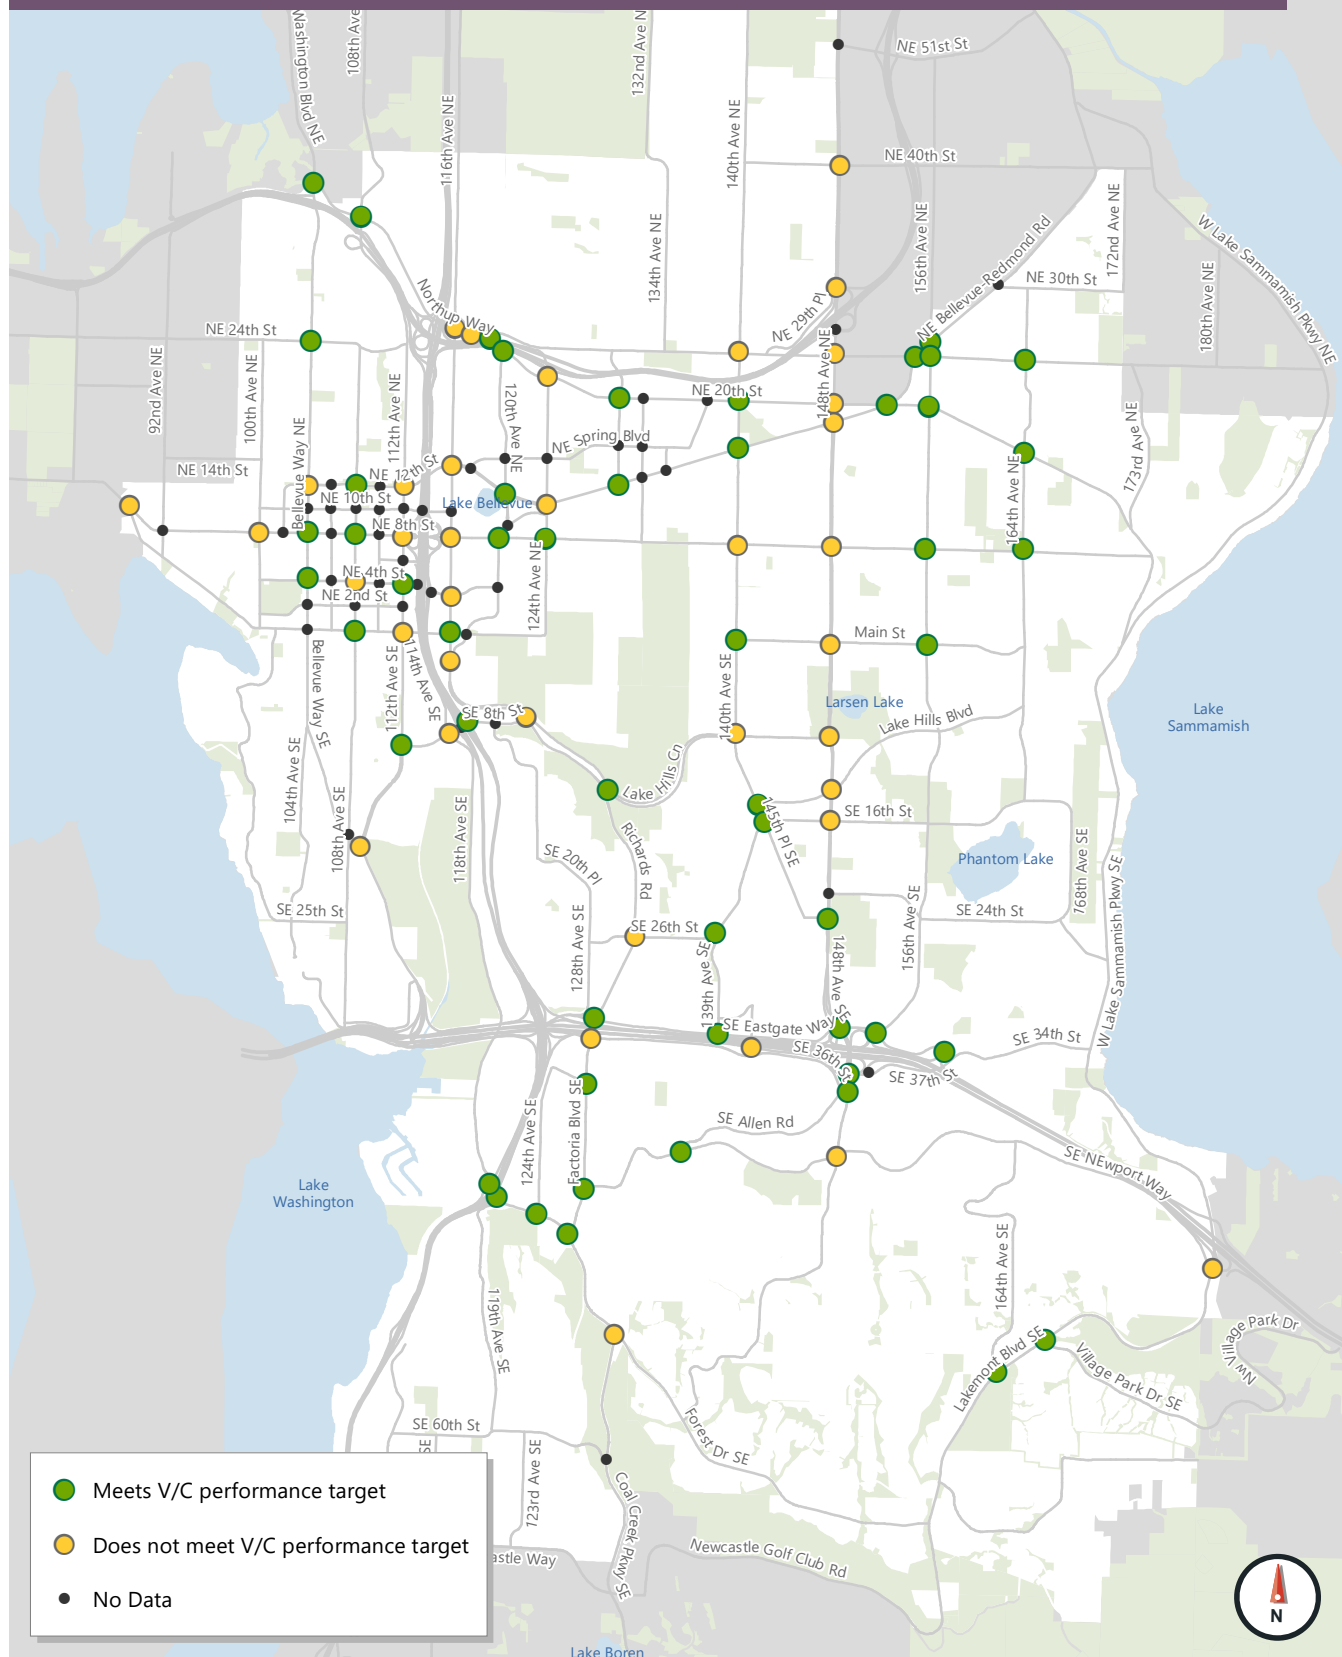 Washington Blvd NE
108th Ave
116th Ave NE
132nd Ave N
140th Ave NE
NE 51st St
NE 40th St
134th Ave NE
156th Ave NE
NE Bellevue-Redmond Rd
172nd Ave NE
NE 30th St
180th Ave NE
W Lake Sammamish Pkwy NE
Northup Way
NE 29th Pl
NE 24th St
92nd Ave NE
100th Ave NE
112th Ave NE
120th Ave NE
NE 20th St
148th Ave NE
173rd Ave NE
NE Spring Blvd
NE 14th St
Bellevue Way NE
NE 12th St
NE 10th St
Lake Bellevue
NE 8th St
164th Ave NE
NE 4th St
NE 2nd St
124th Ave NE
Main St
Bellevue Way SE
112th Ave SE
114th Ave SE
SE 8th St
140th Ave SE
Larsen Lake
Lake Hills Blvd
Lake
Sammamish
104th Ave SE
108th Ave SE
118th Ave SE
Lake Hills Cn
145th Pl SE
SE 16th St
Richards Rd
SE 20th Pl
Phantom Lake
168th Ave SE
W Lake Sammamish Pkwy SE
SE 25th St
128th Ave SE
SE 26th St
139th Ave SE
148th Ave SE
156th Ave SE
SE 24th St
SE Eastgate Way
SE 36th St
SE 34th St
SE 37th St
124th Ave SE
Factoria Blvd SE
SE Allen Rd
SE NEwport Way
Lake
Washington
164th Ave SE
119th Ave SE
Lakemont Blvd SE
Village Park Dr SE
Village Park Dr
NW Village
SE 60th St
SE
123rd Ave SE
Forest Dr SE
Coal Creek Pkwy SE
astle Way
Newcastle Golf Club Rd
Lake Boren
Meets V/C performance target
Does not meet V/C performance target
No Data
N